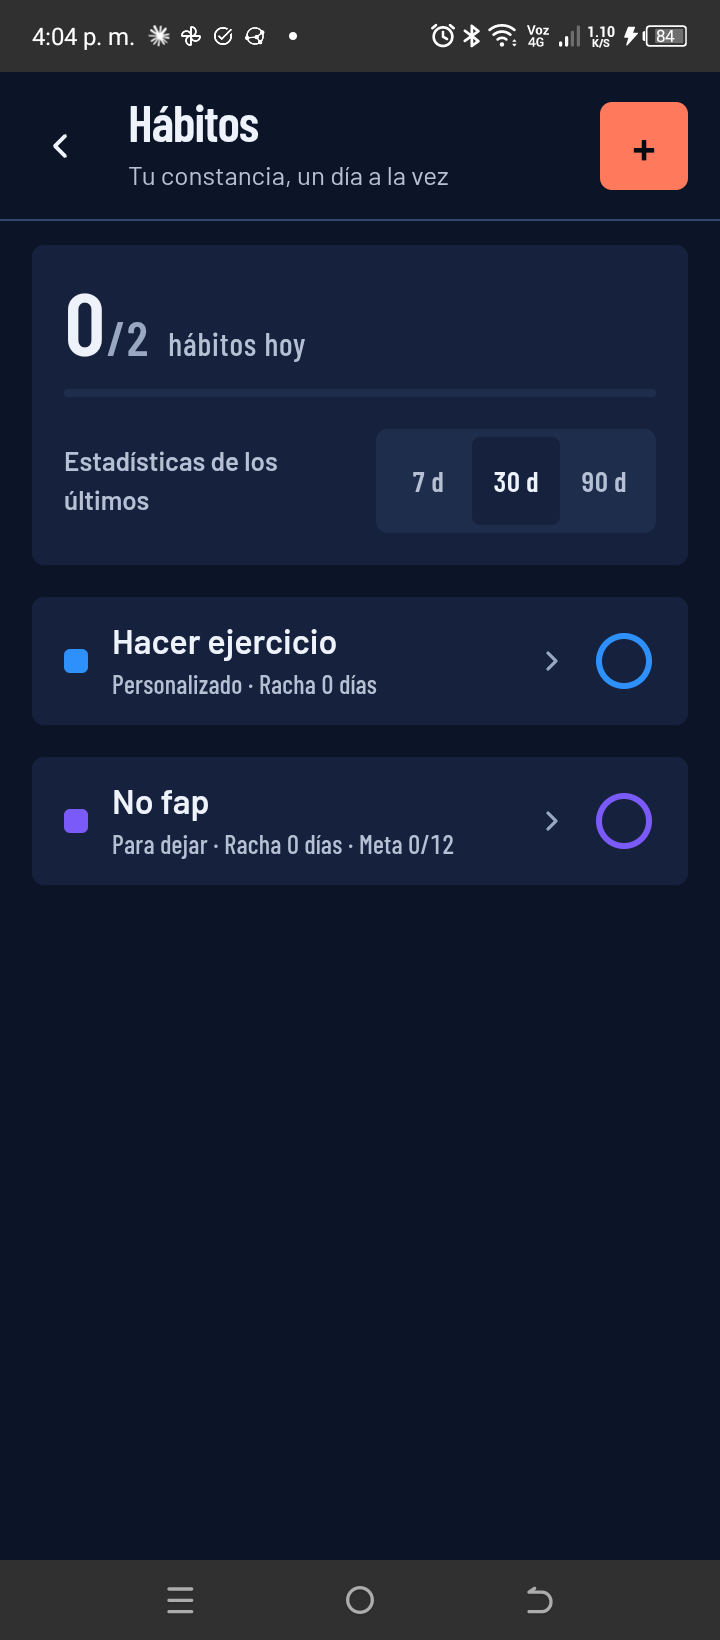 4:04 p. m.
Voz 4G
1.10 K/S
84
Hábitos
Tu constancia, un día a la vez
+
0/2 hábitos hoy
Estadísticas de los
últimos
7 d 30 d 90 d
Hacer ejercicio
Personalizado · Racha 0 días
No fap
Para dejar · Racha 0 días · Meta 0/12